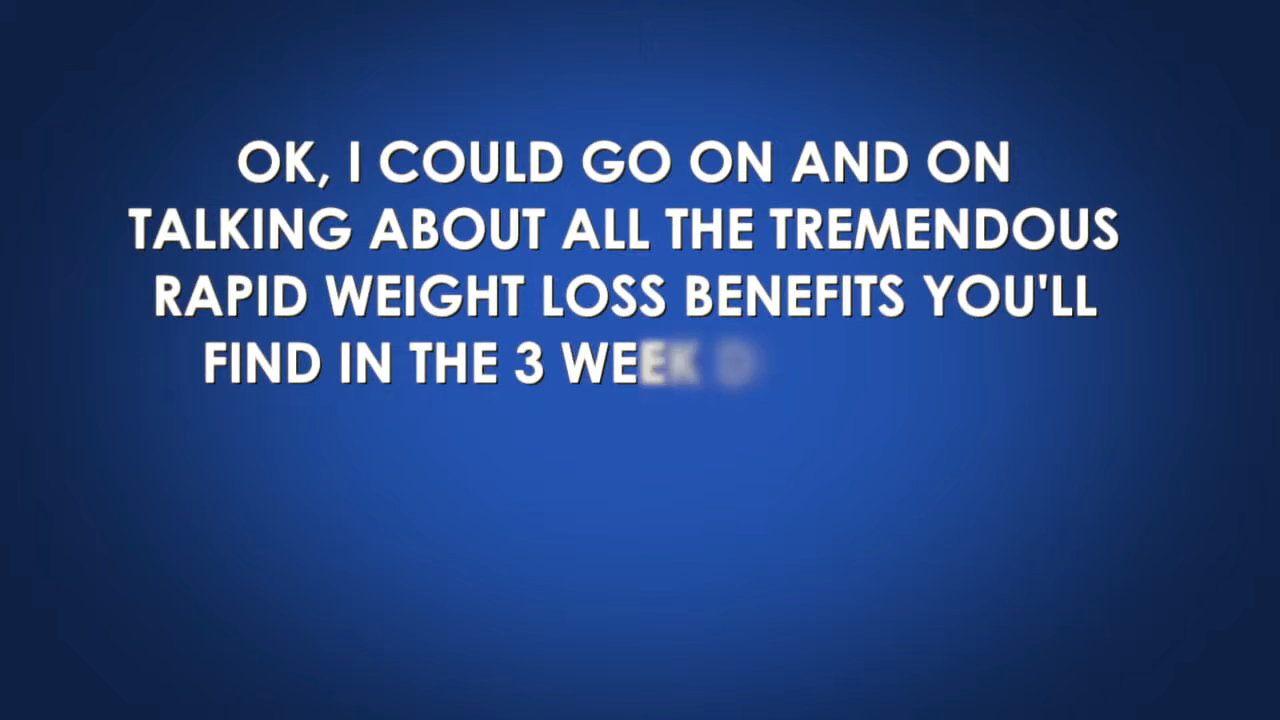 OK, I COULD GO ON AND ON
TALKING ABOUT ALL THE TREMENDOUS
RAPID WEIGHT LOSS BENEFITS YOU'LL
FIND IN THE 3 WEEK D